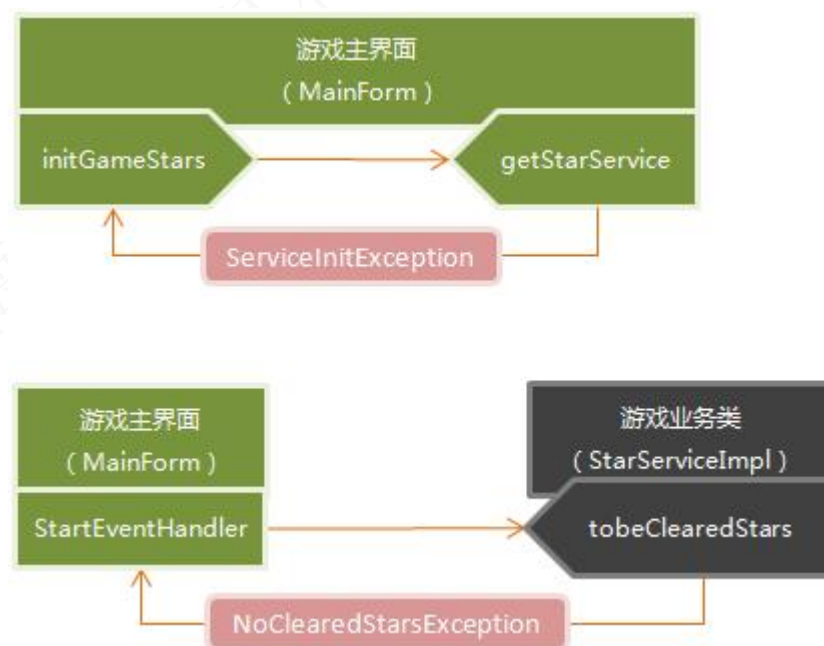 游戏主界面
（MainForm）
initGameStars
getStarService
ServiceInitException
游戏主界面
（MainForm）
StartEventHandler
游戏业务类
（StarServiceImpl）
tobeClearedStars
NoClearedStarsException